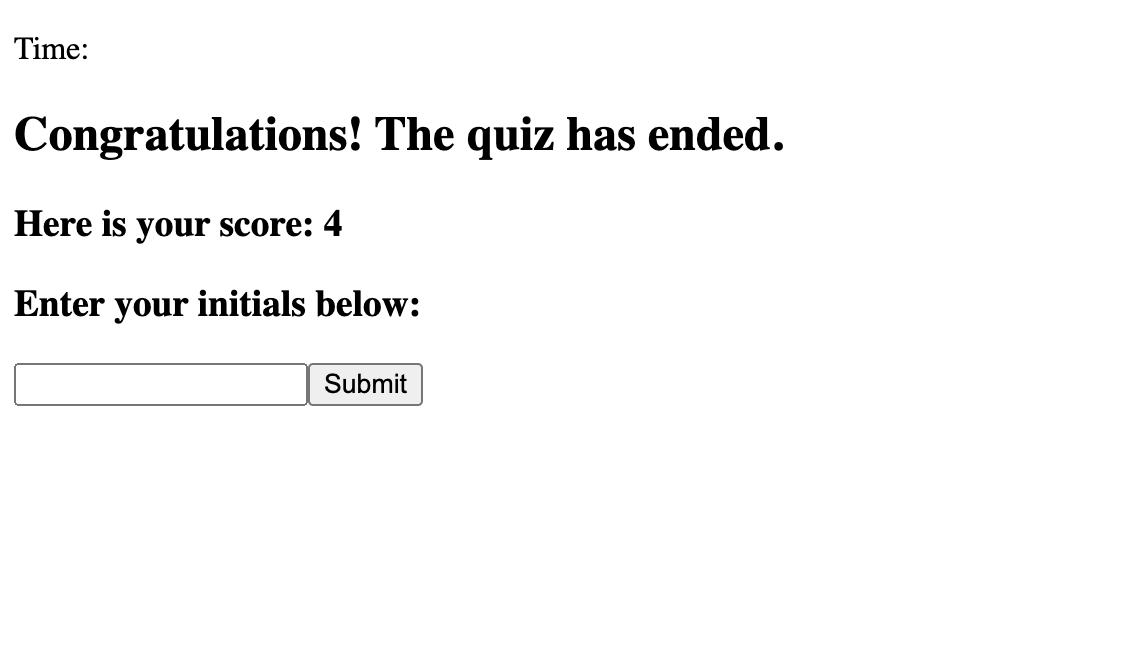 Time:
Congratulations! The quiz has ended.
Here is your score: 4
Enter your initials below:
Submit